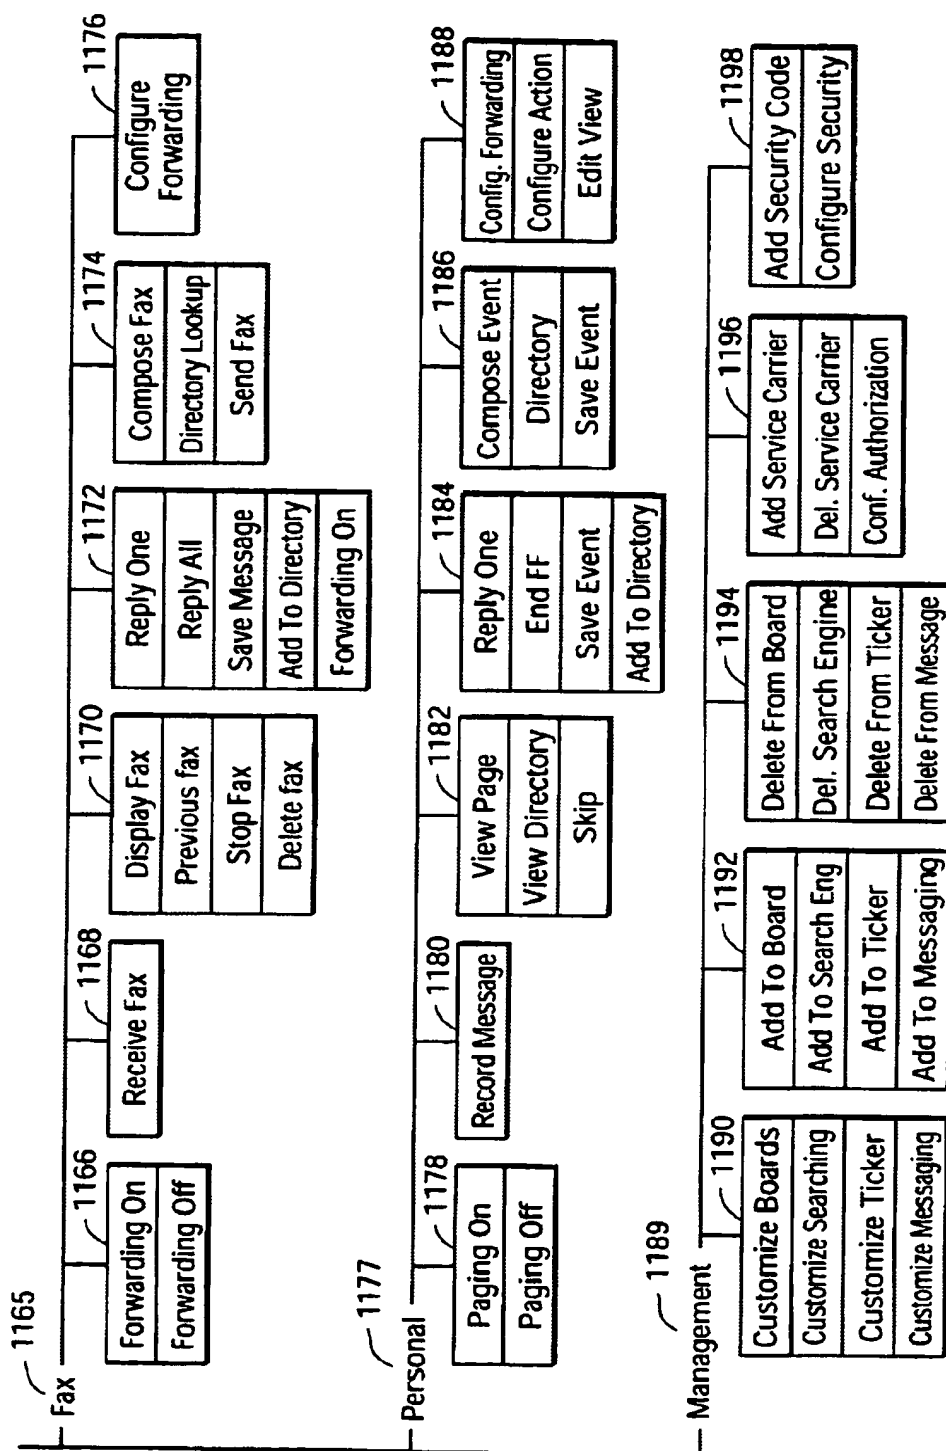 1165
Fax
1166
Forwarding On
Forwarding Off
1168
Receive Fax
1170
Display Fax
Previous fax
Stop Fax
Delete fax
1172
Reply One
Reply All
Save Message
Add To Directory
Forwarding On
1174
Compose Fax
Directory Lookup
Send Fax
1176
Configure
Forwarding
1177
Personal
1178
Paging On
Paging Off
1180
Record Message
1182
View Page
View Directory
Skip
1184
Reply One
End FF
Save Event
Add To Directory
1186
Compose Event
Directory
Save Event
1188
Config. Forwarding
Configure Action
Edit View
1189
Management
1190
Customize Boards
Customize Searching
Customize Ticker
Customize Messaging
1192
Add To Board
Add To Search Eng
Add To Ticker
Add To Messaging
1194
Delete From Board
Del. Search Engine
Delete From Ticker
Delete From Message
1196
Add Service Carrier
Del. Service Carrier
Conf. Authorization
1198
Add Security Code
Configure Security